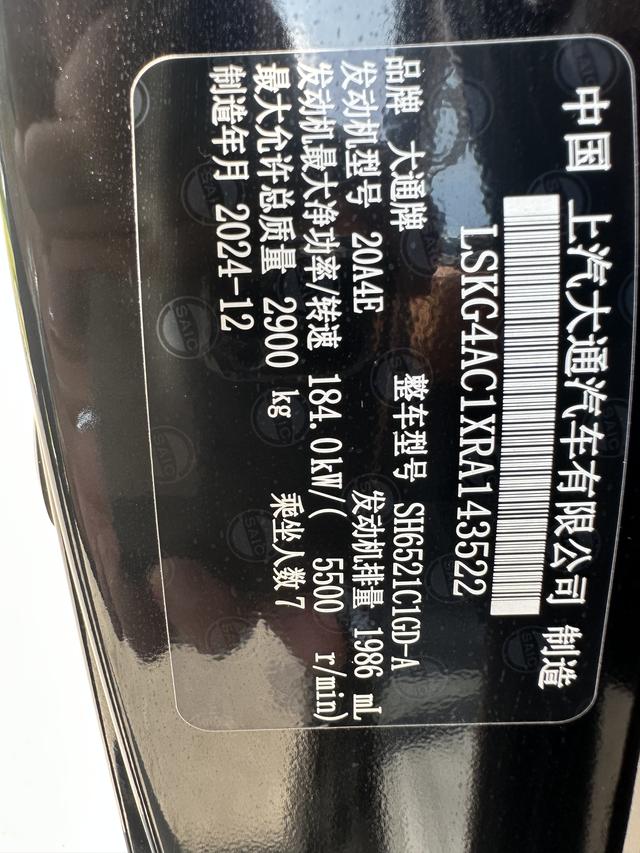 中国 上汽大通汽车有限公司 制造
LSKG4AC1XRA143522
品牌 大通牌 整车型号 SH6521C1GD-A
发动机型号 20A4E 发动机排量 1986 mL
发动机最大净功率/转速 184.0kW/( 5500 r/min)
最大允许总质量 2900 kg 乘坐人数 7
制造年月 2024-12